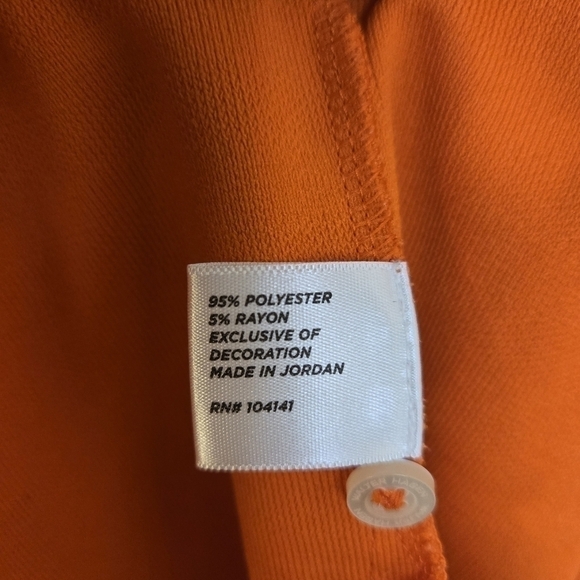 95% POLYESTER
5% RAYON
EXCLUSIVE OF
DECORATION
MADE IN JORDAN
RN# 104141